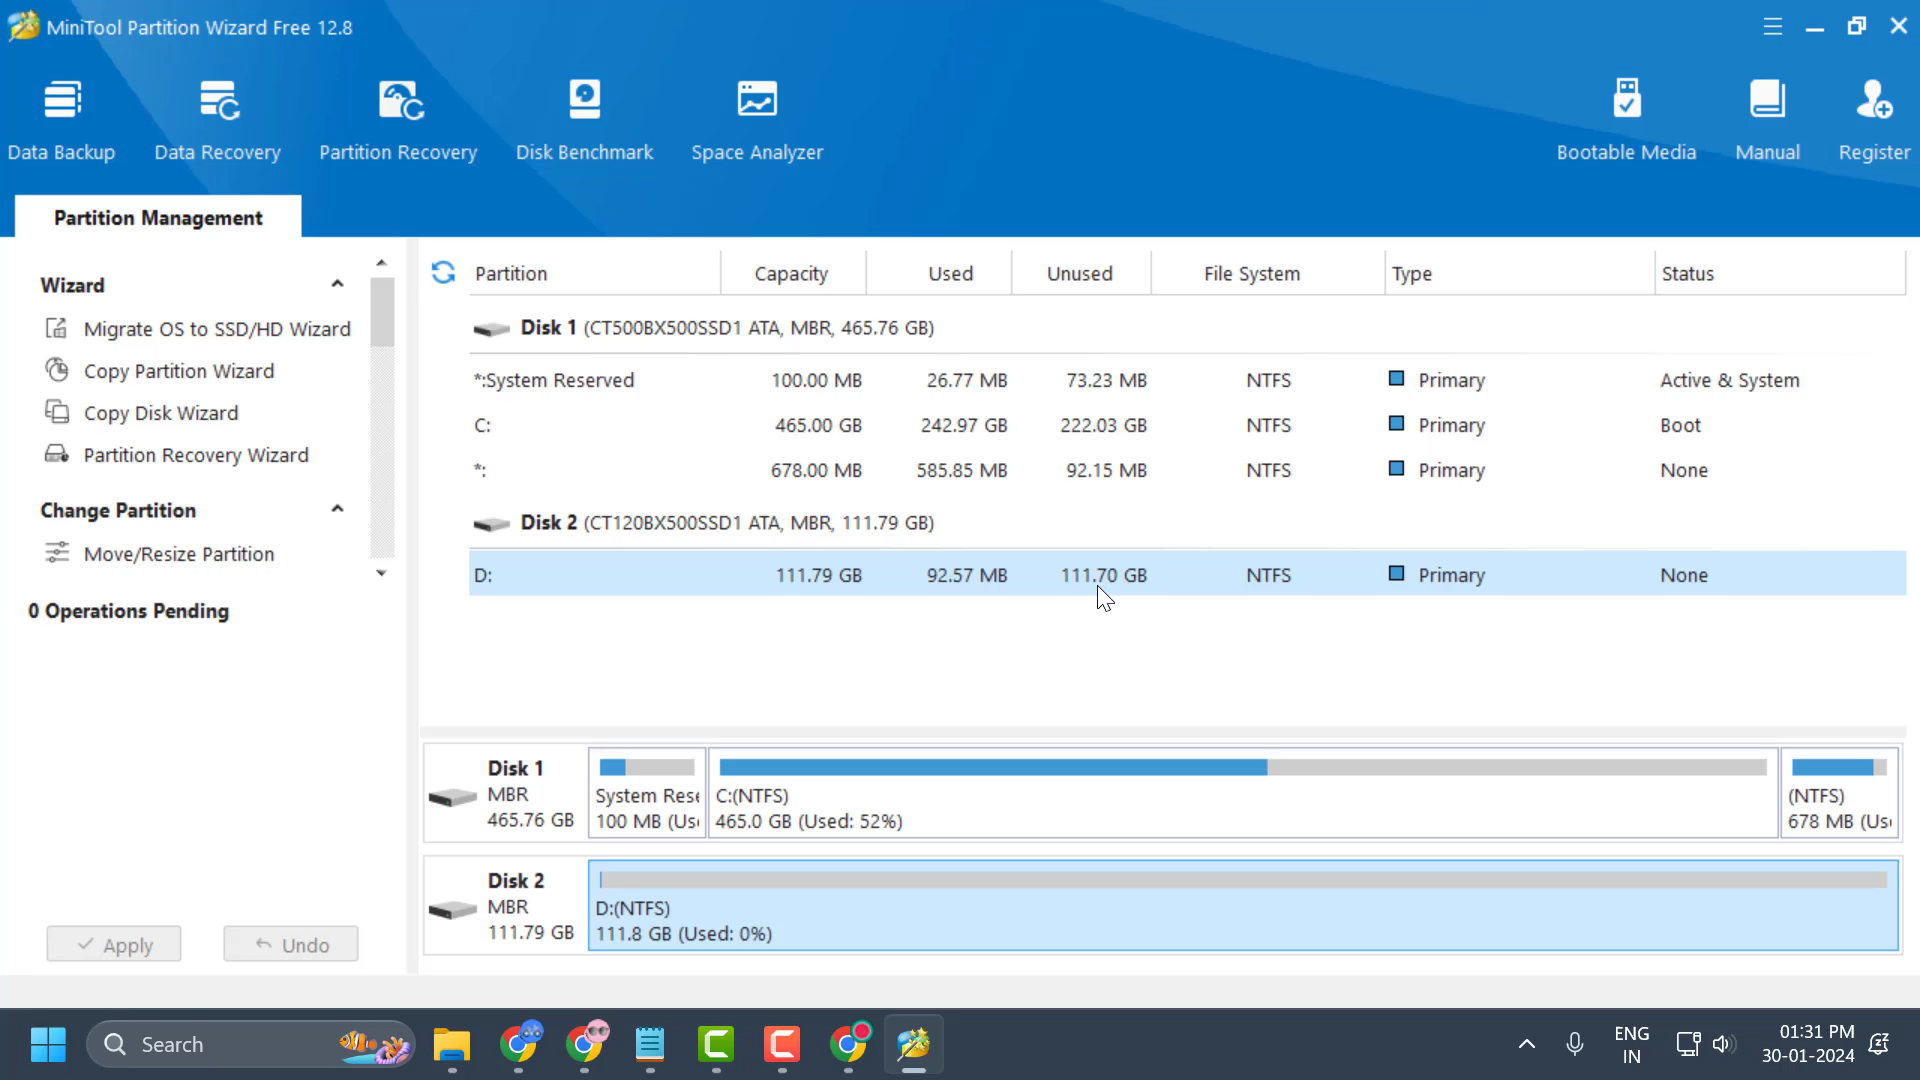 MiniTool Partition Wizard Free 12.8
Data Backup
Data Recovery
Partition Recovery
Disk Benchmark
Space Analyzer
Bootable Media
Manual
Register
Partition Management
Wizard
Migrate OS to SSD/HD Wizard
Copy Partition Wizard
Copy Disk Wizard
Partition Recovery Wizard
Change Partition
Move/Resize Partition
0 Operations Pending
Apply
Undo
Partition Capacity Used Unused File System Type Status
Disk 1 (CT500BX500SSD1 ATA, MBR, 465.76 GB)
*:System Reserved 100.00 MB 26.77 MB 73.23 MB NTFS Primary Active & System
C: 465.00 GB 242.97 GB 222.03 GB NTFS Primary Boot
*: 678.00 MB 585.85 MB 92.15 MB NTFS Primary None
Disk 2 (CT120BX500SSD1 ATA, MBR, 111.79 GB)
D: 111.79 GB 92.57 MB 111.70 GB NTFS Primary None
Disk 1
MBR
465.76 GB
System Rese
100 MB (Us
C:(NTFS)
465.0 GB (Used: 52%)
(NTFS)
678 MB (Us
Disk 2
MBR
111.79 GB
D:(NTFS)
111.8 GB (Used: 0%)
Search
ENG
IN
01:31 PM
30-01-2024